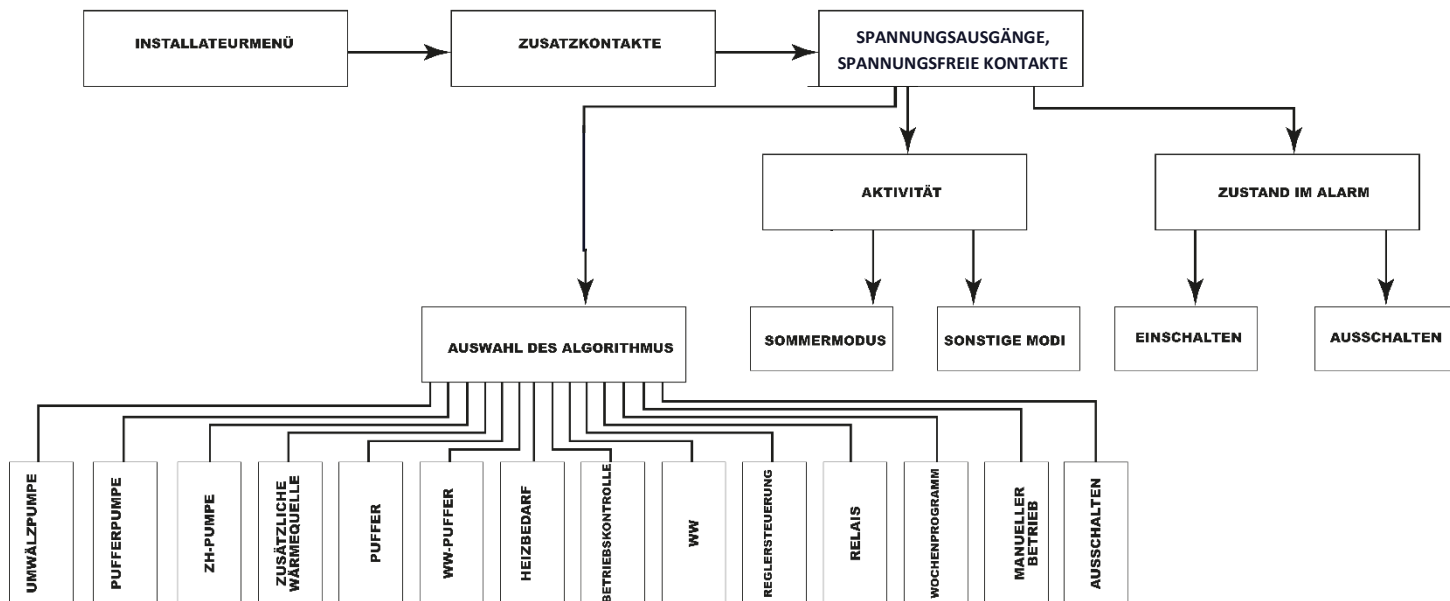 INSTALLATEURMENÜ
ZUSATZKONTAKTE
SPANNUNGSAUSGÄNGE,
SPANNUNGSFREIE KONTAKTE
AKTIVITÄT
ZUSTAND IM ALARM
AUSWAHL DES ALGORITHMUS
SOMMERMODUS
SONSTIGE MODI
EINSCHALTEN
AUSSCHALTEN
UMWÄLZPUMPE
PUFFERPUMPE
ZH-PUMPE
ZUSÄTZLICHE
WÄRMEQUELLE
PUFFER
WW-PUFFER
HEIZBEDARF
BETRIEBSKONTROLLE
WW
REGLERSTEUERUNG
RELAIS
WOCHENPROGRAMM
MANUELLER
BETRIEB
AUSSCHALTEN